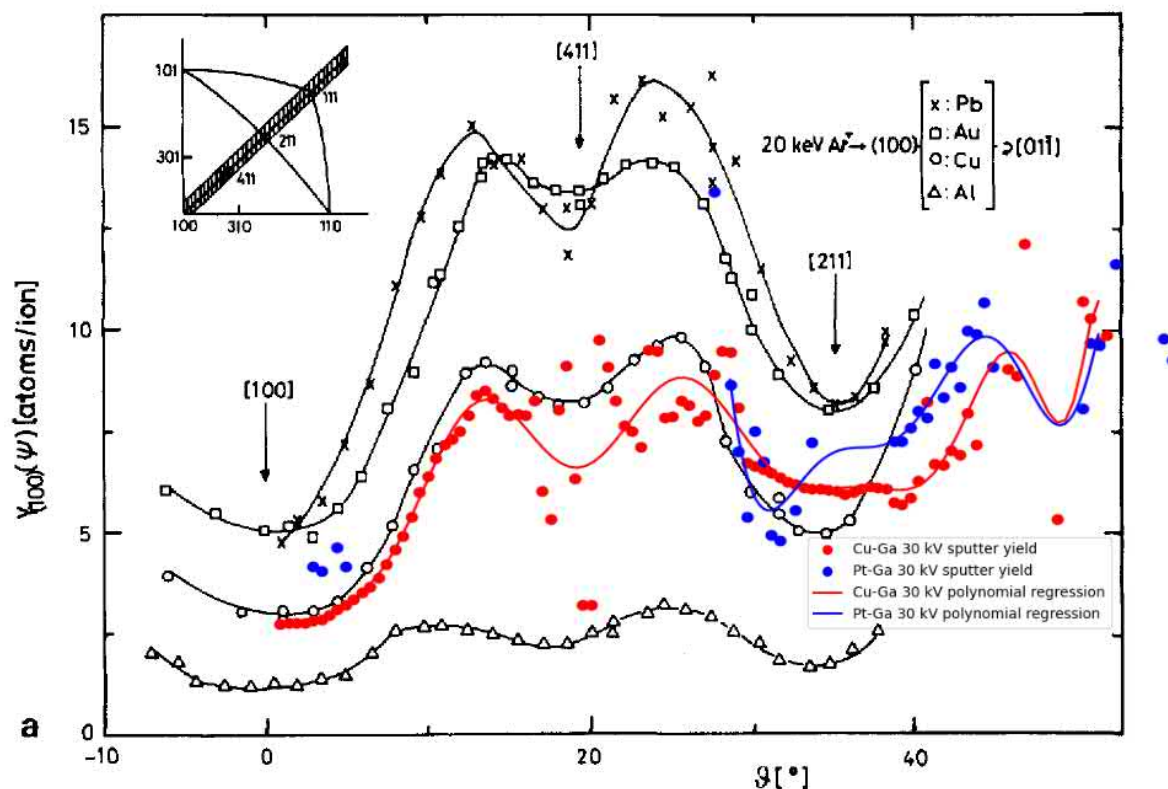 [411]
101
111
211
301
411
100
310
110
20 keV Ar⁺→(100)
x: Pb
□: Au
○: Cu
△: Al
⊃[011̄]
[100]
[211]
Y(100)(Ψ) [atoms/ion]
15
10
5
0
Cu-Ga 30 kV sputter yield
Pt-Ga 30 kV sputter yield
Cu-Ga 30 kV polynomial regression
Pt-Ga 30 kV polynomial regression
a
-10
0
20
40
ϑ[°]